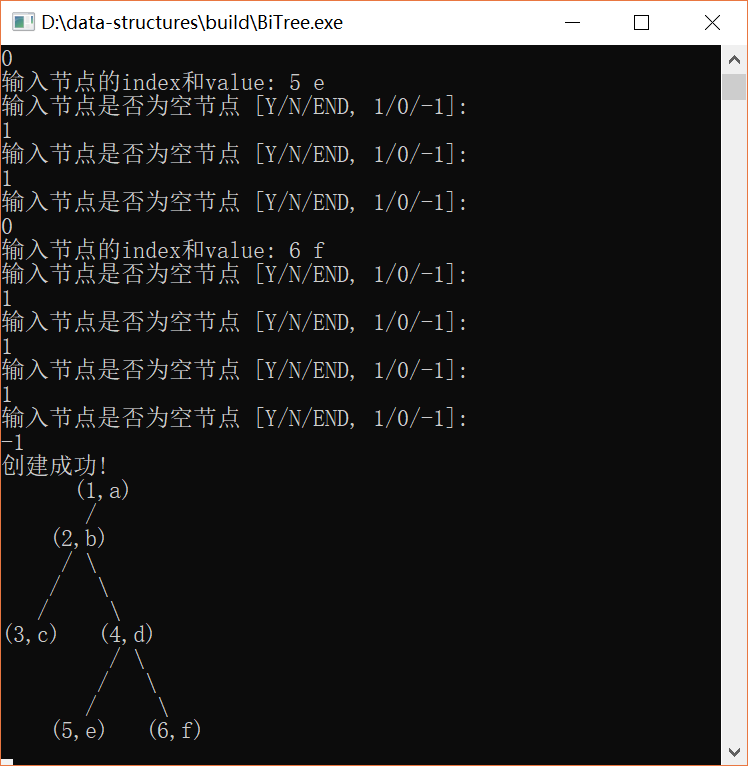 D:\data-structures\build\BiTree.exe
0
输入节点的index和value: 5 e
输入节点是否为空节点 [Y/N/END, 1/0/-1]:
1
输入节点是否为空节点 [Y/N/END, 1/0/-1]:
1
输入节点是否为空节点 [Y/N/END, 1/0/-1]:
0
输入节点的index和value: 6 f
输入节点是否为空节点 [Y/N/END, 1/0/-1]:
1
输入节点是否为空节点 [Y/N/END, 1/0/-1]:
1
输入节点是否为空节点 [Y/N/END, 1/0/-1]:
1
输入节点是否为空节点 [Y/N/END, 1/0/-1]:
-1
创建成功!
      (1,a)
       /
    (2,b)
     / \
    /   \
   /     \
(3,c)   (4,d)
         / \
        /   \
       /     \
    (5,e)   (6,f)